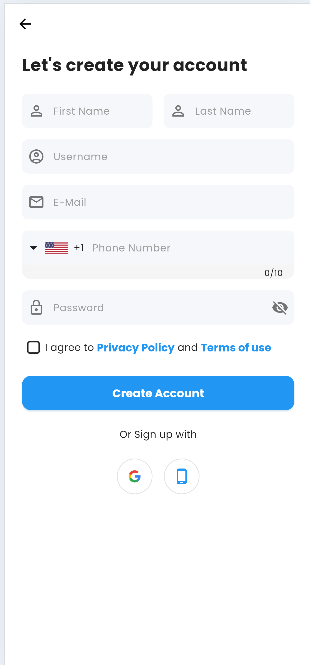 Let's create your account
First Name Last Name
Username
E-Mail
+1 Phone Number
0/10
Password
I agree to Privacy Policy and Terms of use
Create Account
Or Sign up with
G